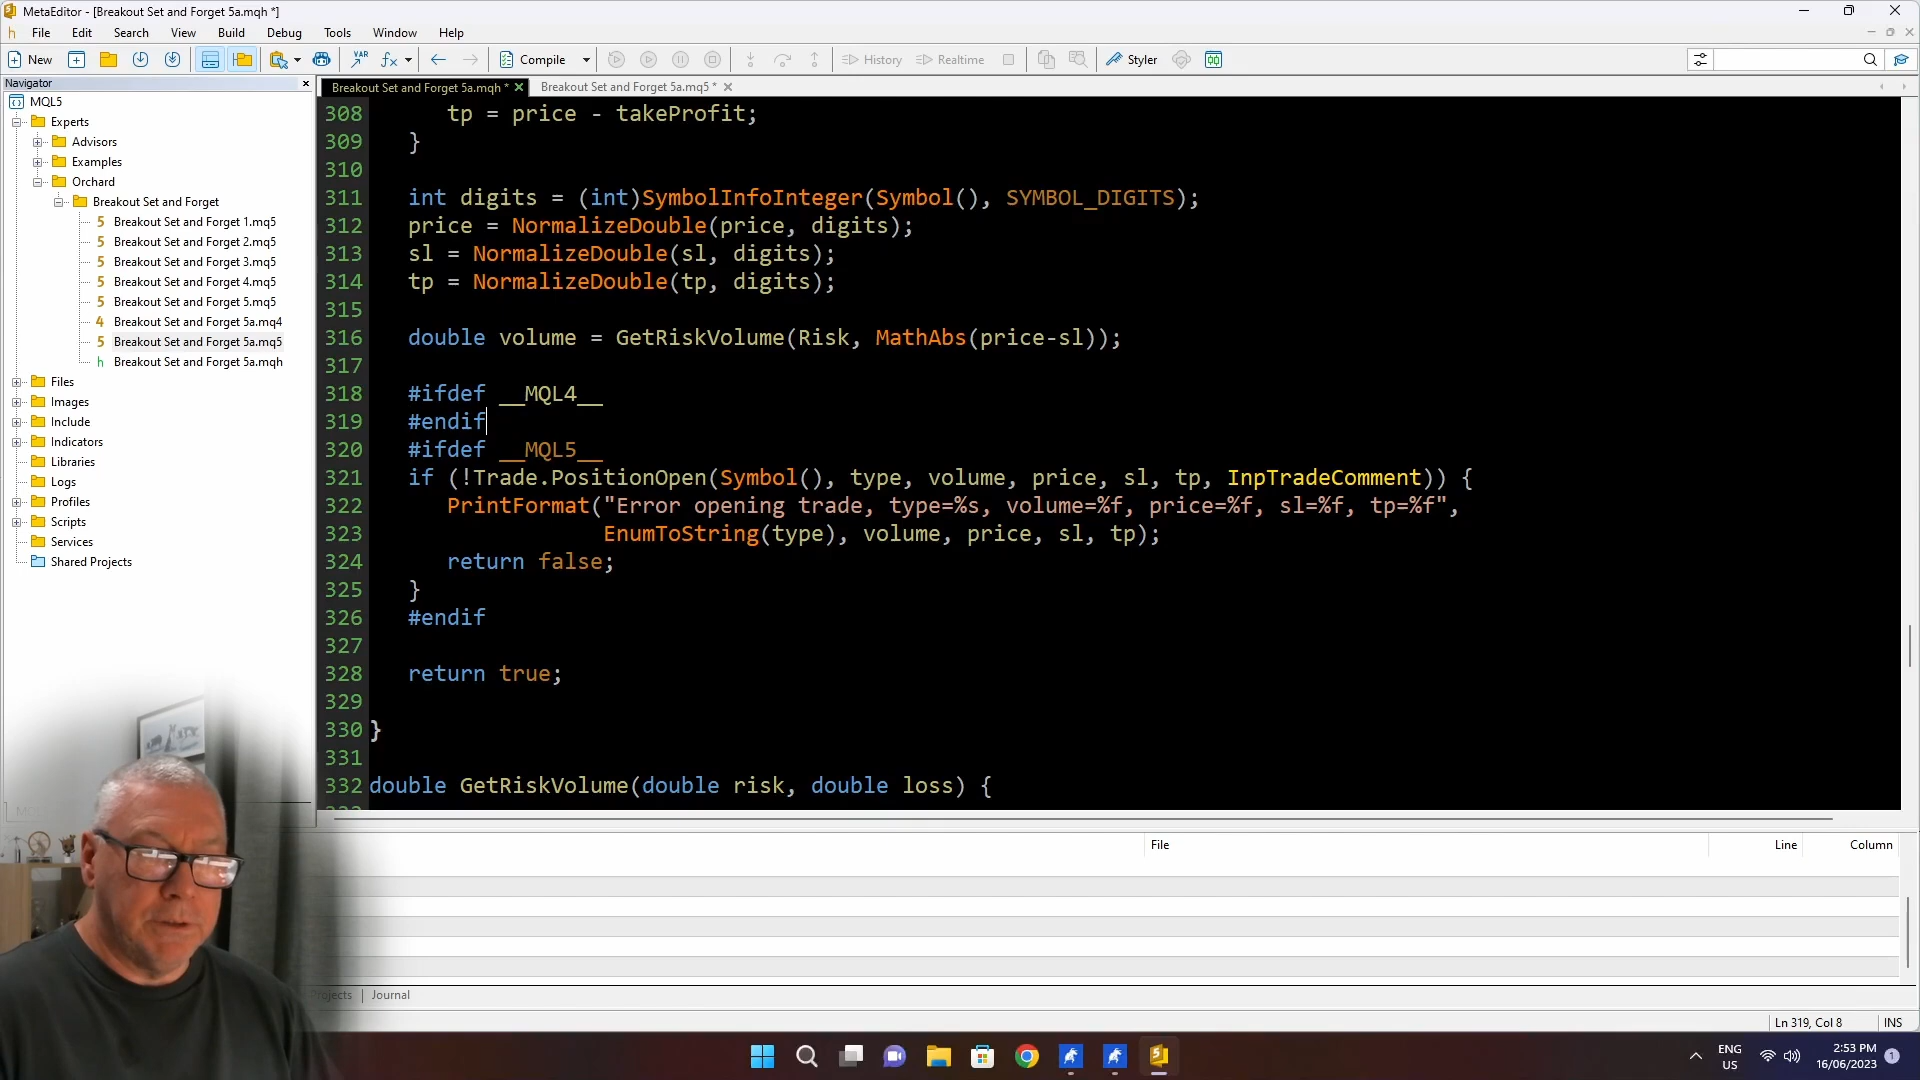 MetaEditor - [Breakout Set and Forget 5a.mqh *]
File Edit Search View Build Debug Tools Window Help
New VAR Compile History Realtime Styler
Navigator
MQL5
Experts
Advisors
Examples
Orchard
Breakout Set and Forget
5 Breakout Set and Forget 1.mq5
5 Breakout Set and Forget 2.mq5
5 Breakout Set and Forget 3.mq5
5 Breakout Set and Forget 4.mq5
5 Breakout Set and Forget 5.mq5
4 Breakout Set and Forget 5a.mq4
5 Breakout Set and Forget 5a.mq5
h Breakout Set and Forget 5a.mqh
Files
Images
Include
Indicators
Libraries
Logs
Profiles
Scripts
Services
Shared Projects
Breakout Set and Forget 5a.mqh * Breakout Set and Forget 5a.mq5 *
308 tp = price - takeProfit;
309 }
310
311 int digits = (int)SymbolInfoInteger(Symbol(), SYMBOL_DIGITS);
312 price = NormalizeDouble(price, digits);
313 sl = NormalizeDouble(sl, digits);
314 tp = NormalizeDouble(tp, digits);
315
316 double volume = GetRiskVolume(Risk, MathAbs(price-sl));
317
318 #ifdef __MQL4__
319 #endif
320 #ifdef __MQL5__
321 if (!Trade.PositionOpen(Symbol(), type, volume, price, sl, tp, InpTradeComment)) {
322 PrintFormat("Error opening trade, type=%s, volume=%f, price=%f, sl=%f, tp=%f",
323 EnumToString(type), volume, price, sl, tp);
324 return false;
325 }
326 #endif
327
328 return true;
329
330 }
331
332 double GetRiskVolume(double risk, double loss) {
File Line Column
Projects Journal
Ln 319, Col 8 INS
ENG
US
2:53 PM
16/06/2023
1